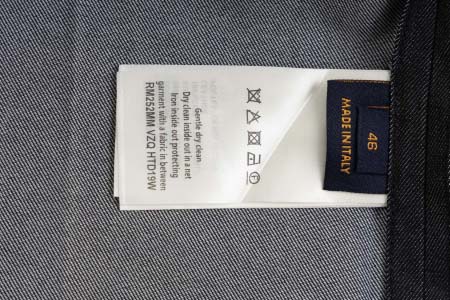 Gentle dry clean
Dry clean inside out in a net
Iron inside out protecting
garment with a fabric in between
RM252MM VZQ HTD19W
46
MADE IN ITALY